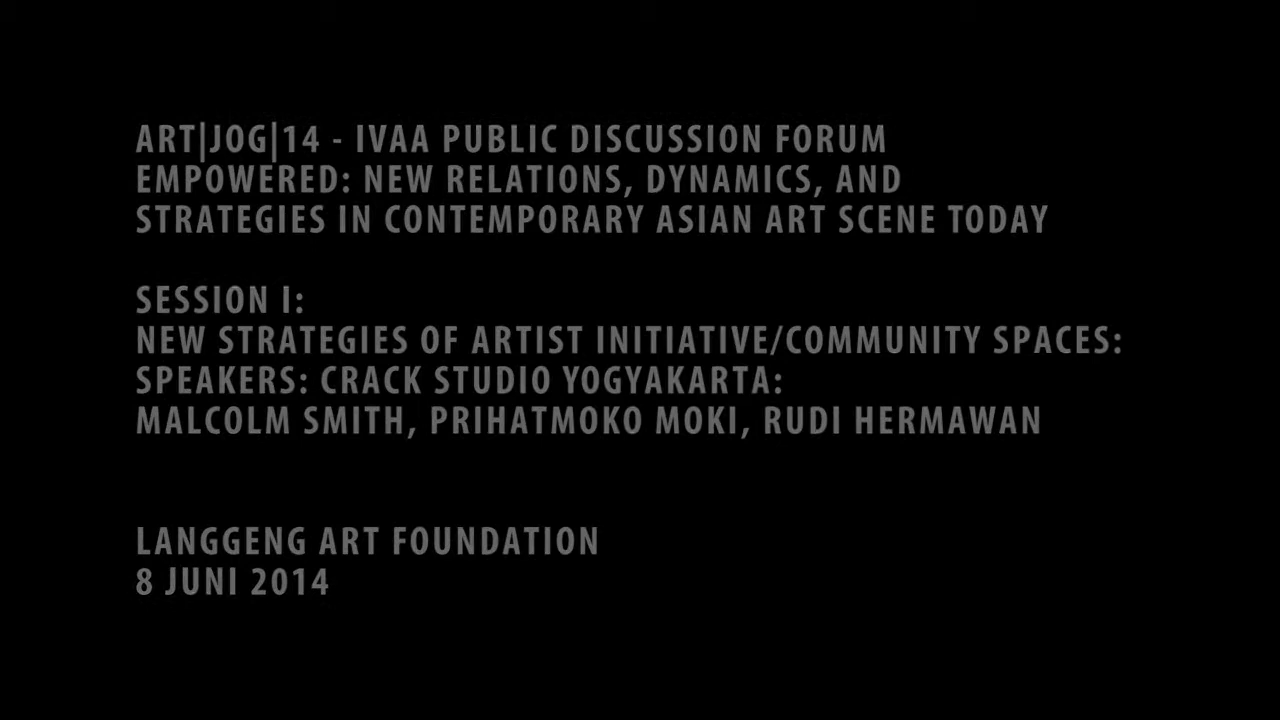 ART|JOG|14 - IVAA PUBLIC DISCUSSION FORUM
EMPOWERED: NEW RELATIONS, DYNAMICS, AND
STRATEGIES IN CONTEMPORARY ASIAN ART SCENE TODAY
SESSION I:
NEW STRATEGIES OF ARTIST INITIATIVE/COMMUNITY SPACES:
SPEAKERS: CRACK STUDIO YOGYAKARTA:
MALCOLM SMITH, PRIHATMOKO MOKI, RUDI HERMAWAN
LANGGENG ART FOUNDATION
8 JUNI 2014